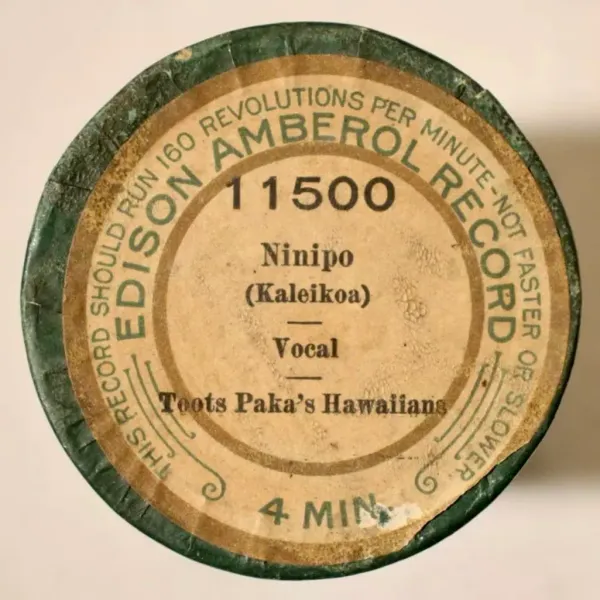 THIS RECORD SHOULD RUN 160 REVOLUTIONS PER MINUTE-NOT FASTER OR SLOWER
EDISON AMBEROL RECORD
11500
Ninipo
(Kaleikoa)
Vocal
Toots Paka's Hawaiians
4 MIN.